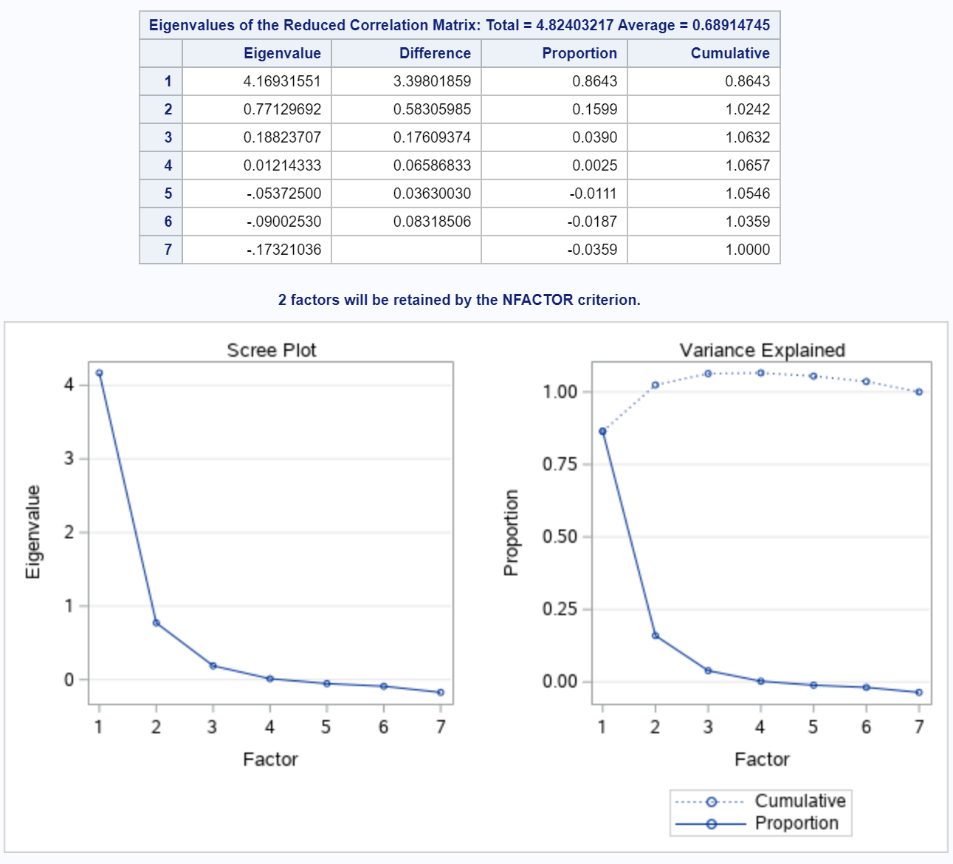 Eigenvalues of the Reduced Correlation Matrix: Total = 4.82403217 Average = 0.68914745
Eigenvalue Difference Proportion Cumulative
1 4.16931551 3.39801859 0.8643 0.8643
2 0.77129692 0.58305985 0.1599 1.0242
3 0.18823707 0.17609374 0.0390 1.0632
4 0.01214333 0.06586833 0.0025 1.0657
5 -.05372500 0.03630030 -0.0111 1.0546
6 -.09002530 0.08318506 -0.0187 1.0359
7 -.17321036 -0.0359 1.0000
2 factors will be retained by the NFACTOR criterion.
Scree Plot
4
3
2
1
0
Eigenvalue
1 2 3 4 5 6 7
Factor
Variance Explained
1.00
0.75
0.50
0.25
0.00
Proportion
1 2 3 4 5 6 7
Factor
Cumulative
Proportion